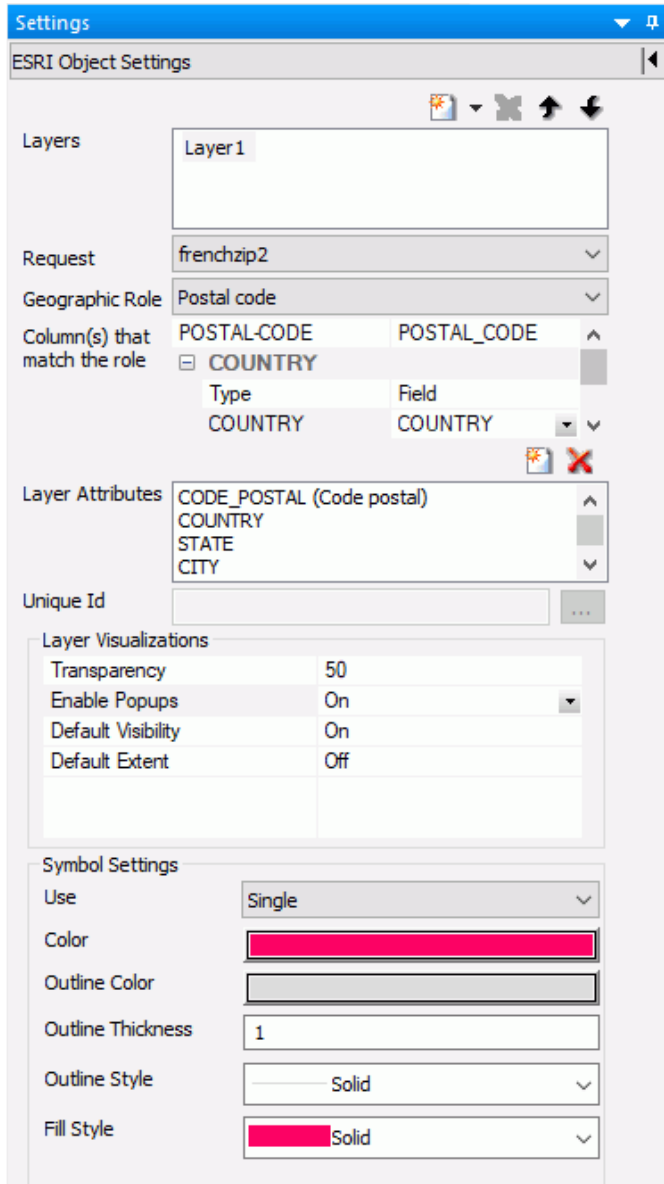 Settings
ESRI Object Settings
Layers
Layer1
Request
frenchzip2
Geographic Role
Postal code
Column(s) that
match the role
POSTAL-CODE POSTAL_CODE
COUNTRY
Type Field
COUNTRY COUNTRY
Layer Attributes
CODE_POSTAL (Code postal)
COUNTRY
STATE
CITY
Unique Id
...
Layer Visualizations
Transparency 50
Enable Popups On
Default Visibility On
Default Extent Off
Symbol Settings
Use Single
Color
Outline Color
Outline Thickness 1
Outline Style Solid
Fill Style Solid